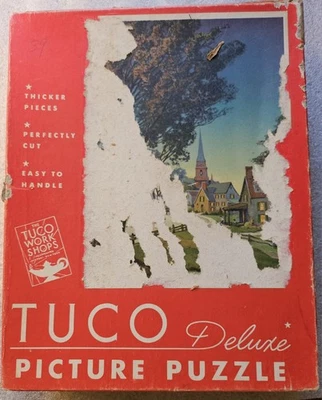 ★ THICKER
PIECES
★ PERFECTLY
CUT
★ EASY TO
HANDLE
THE
TUCO
WORK
SHOPS
TUCO Deluxe
PICTURE PUZZLE